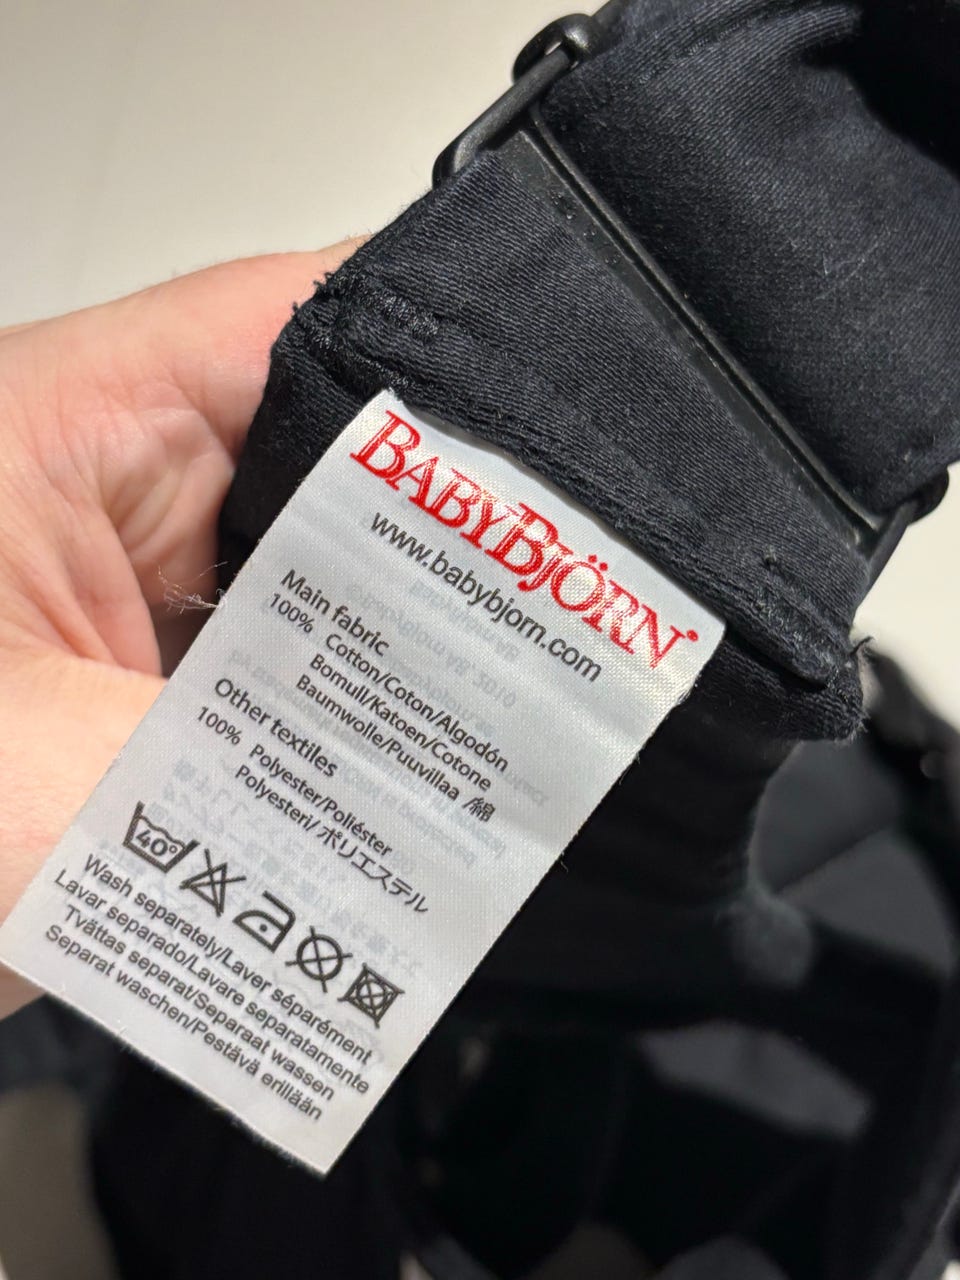 BABYBJÖRN®
www.babybjorn.com
Main fabric
100% Cotton/Coton/Algodón
Bomull/Katoen/Cotone
Baumwolle/Puuvillaa /綿
Other textiles
100% Polyester/Poliéster
Polyesteri/ポリエステル
40°
Wash separately/Laver séparément
Lavar separado/Lavare separatamente
Tvättas separat/Separaat wassen
Separat waschen/Pestävä erillään